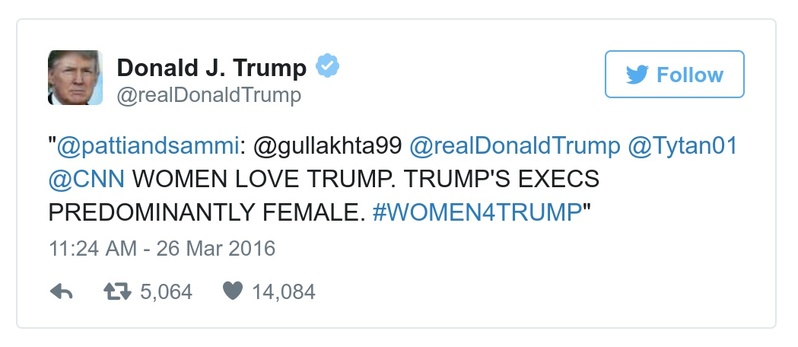 Donald J. Trump
@realDonaldTrump
Follow
"@pattiandsammi: @gullakhta99 @realDonaldTrump @Tytan01
@CNN WOMEN LOVE TRUMP. TRUMP'S EXECS
PREDOMINANTLY FEMALE. #WOMEN4TRUMP"
11:24 AM - 26 Mar 2016
5,064 14,084